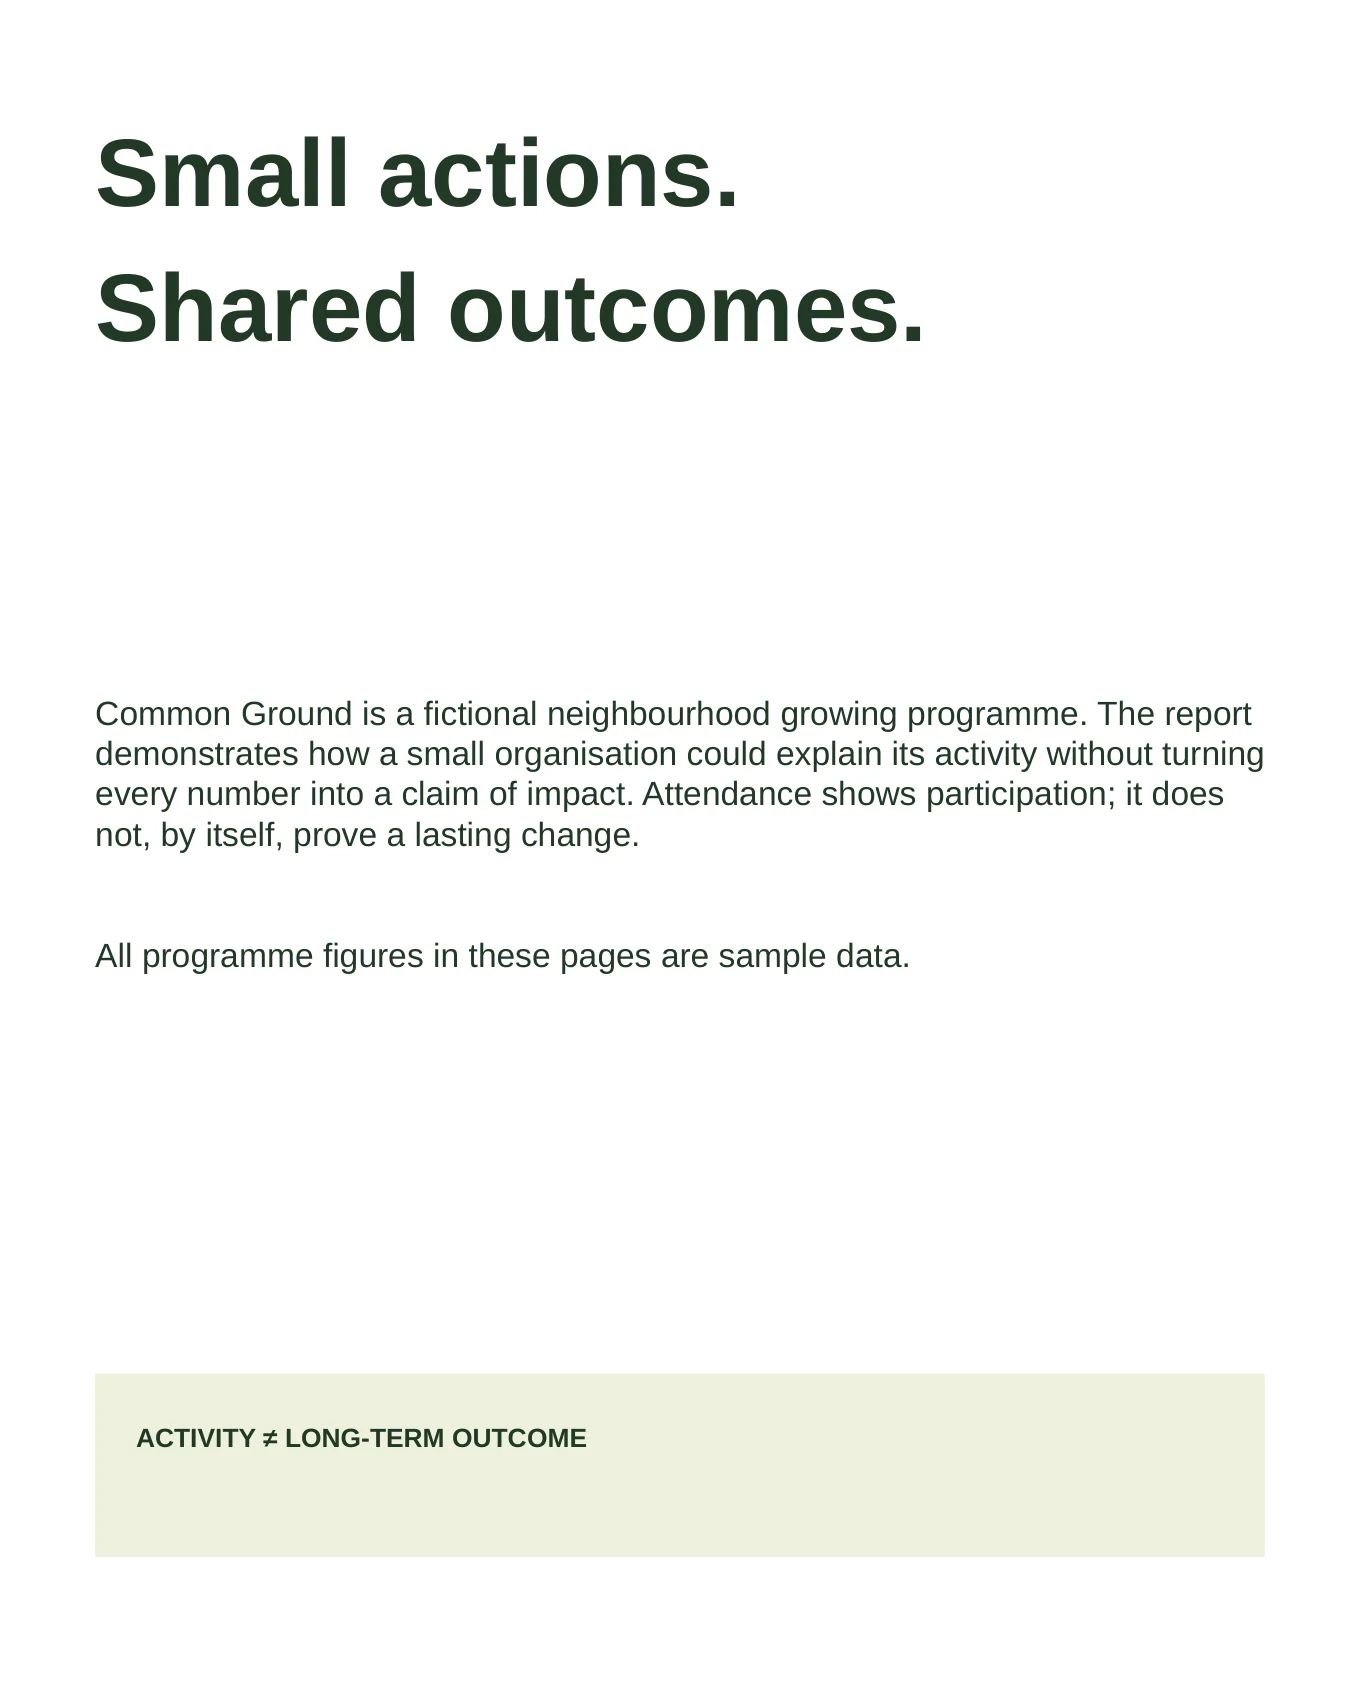 Small actions.
Shared outcomes.
Common Ground is a fictional neighbourhood growing programme. The report
demonstrates how a small organisation could explain its activity without turning
every number into a claim of impact. Attendance shows participation; it does
not, by itself, prove a lasting change.
All programme figures in these pages are sample data.
ACTIVITY ≠ LONG-TERM OUTCOME